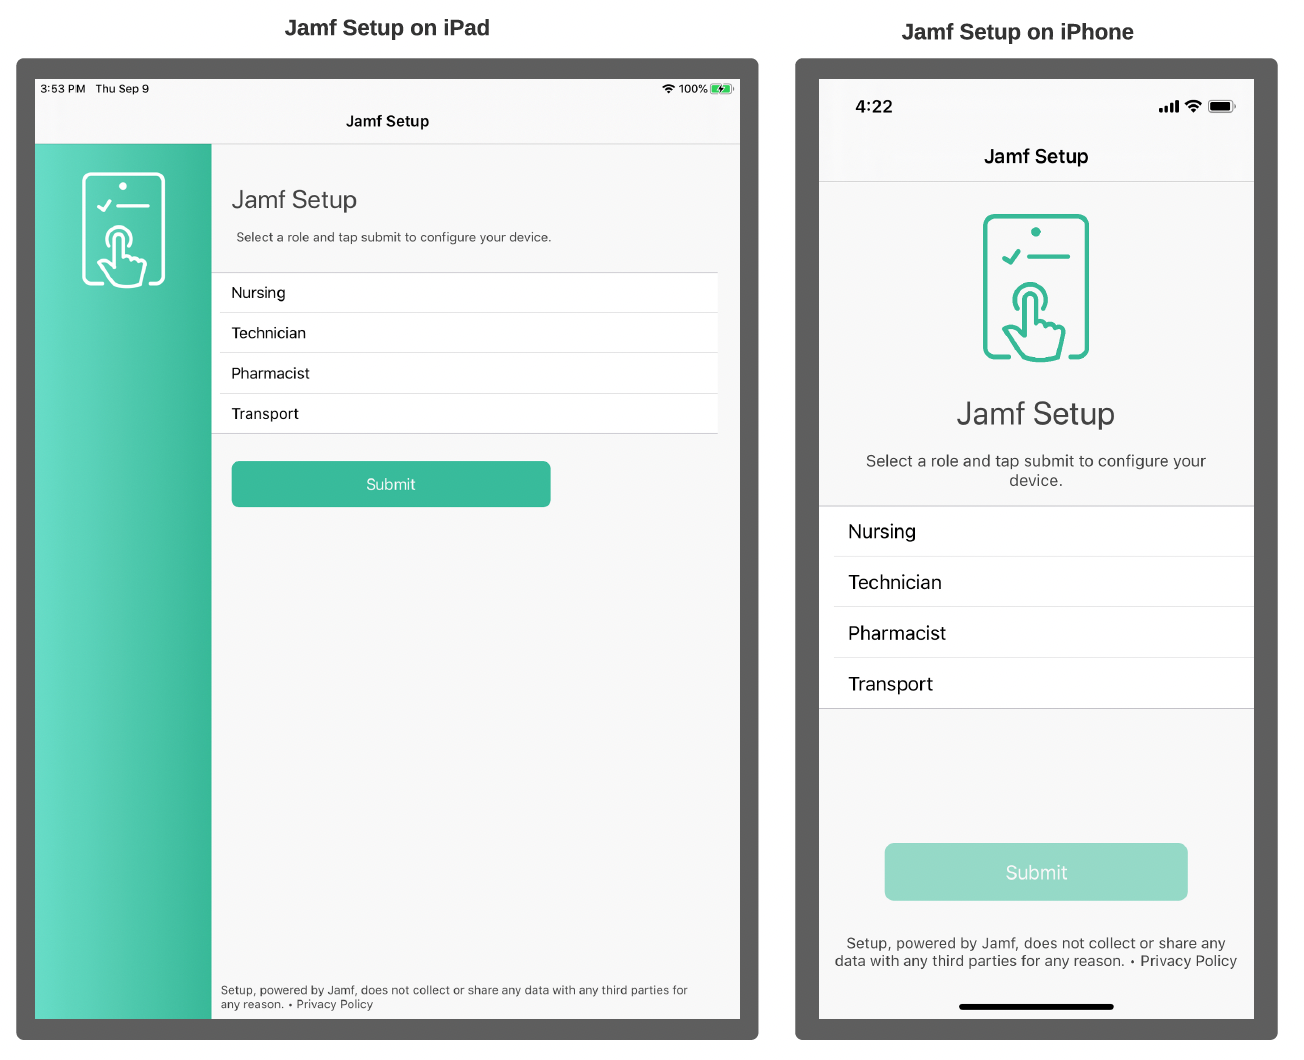 Jamf Setup on iPad
3:53 PM Thu Sep 9
100%
Jamf Setup
Jamf Setup
Select a role and tap submit to configure your device.
Nursing
Technician
Pharmacist
Transport
Submit
Setup, powered by Jamf, does not collect or share any data with any third parties for
any reason. • Privacy Policy
Jamf Setup on iPhone
4:22
Jamf Setup
Jamf Setup
Select a role and tap submit to configure your
device.
Nursing
Technician
Pharmacist
Transport
Submit
Setup, powered by Jamf, does not collect or share any
data with any third parties for any reason. • Privacy Policy